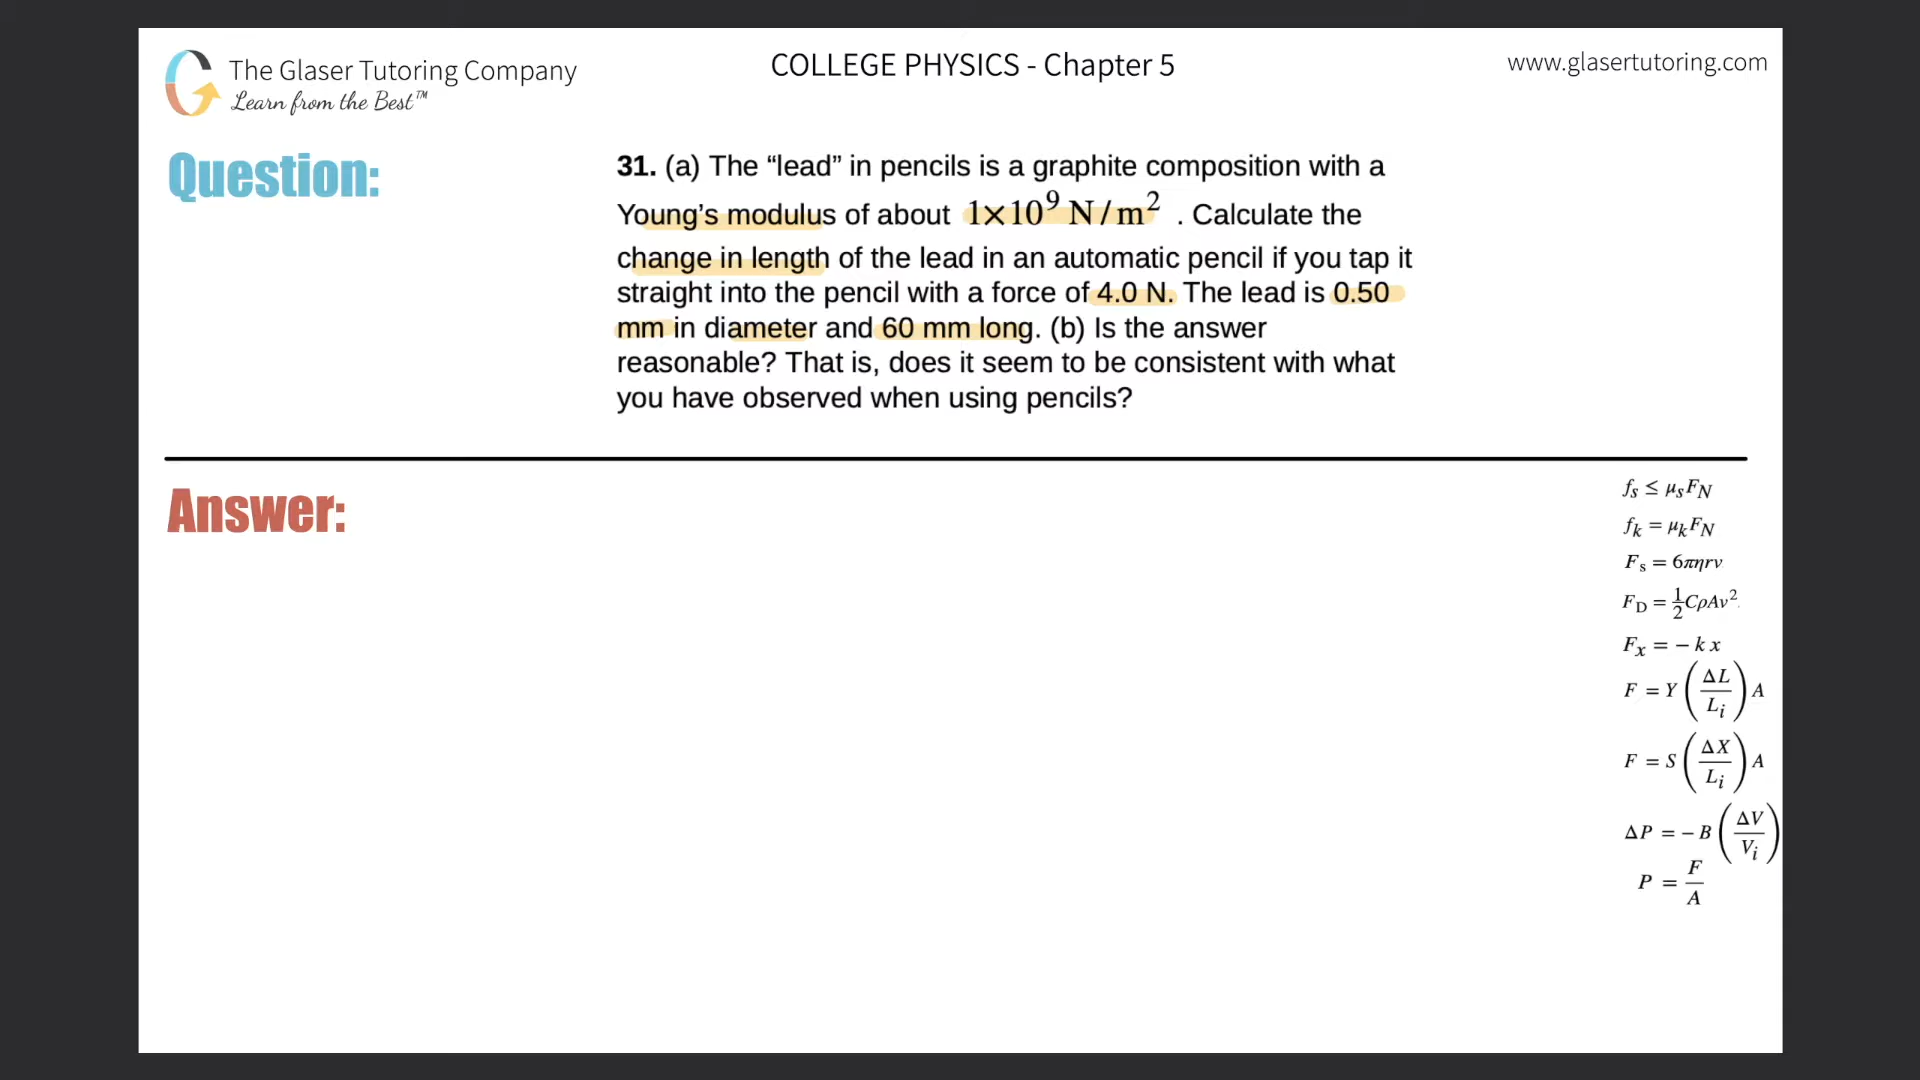 The Glaser Tutoring Company
Learn from the Best™
COLLEGE PHYSICS - Chapter 5
www.glasertutoring.com
Question:
31. (a) The “lead” in pencils is a graphite composition with a
Young’s modulus of about 1×10⁹ N/m² . Calculate the
change in length of the lead in an automatic pencil if you tap it
straight into the pencil with a force of 4.0 N. The lead is 0.50
mm in diameter and 60 mm long. (b) Is the answer
reasonable? That is, does it seem to be consistent with what
you have observed when using pencils?
Answer:
fs ≤ μsFN
fk = μkFN
Fs = 6πηrv
FD = ½CρAv²
Fx = − k x
F = Y (ΔL/Li) A
F = S (ΔX/Li) A
ΔP = − B (ΔV/Vi)
P = F/A